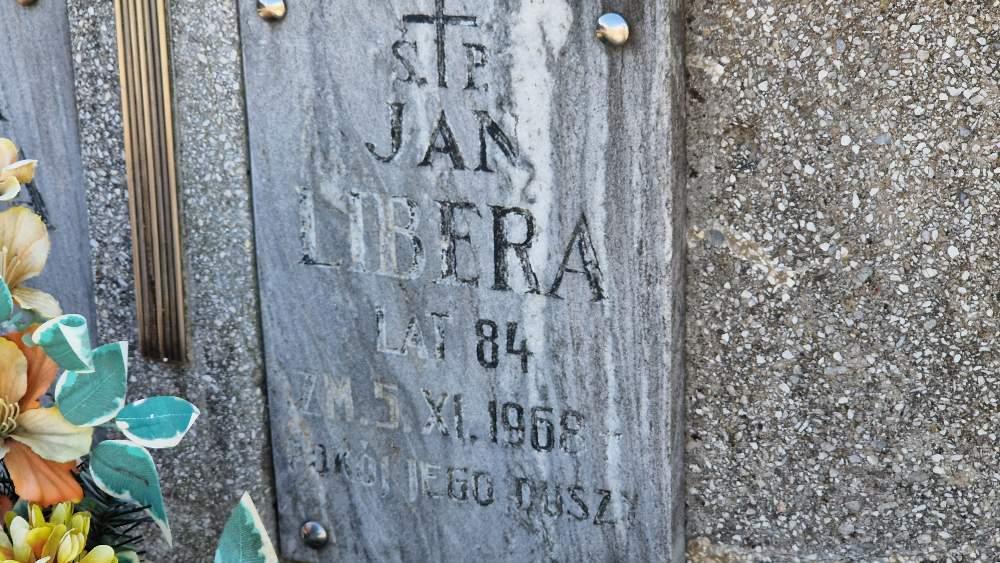 Ś. P.
JAN
LIBERA
LAT 84
ZM. 5. XI. 1968
POKÓJ JEGO DUSZY